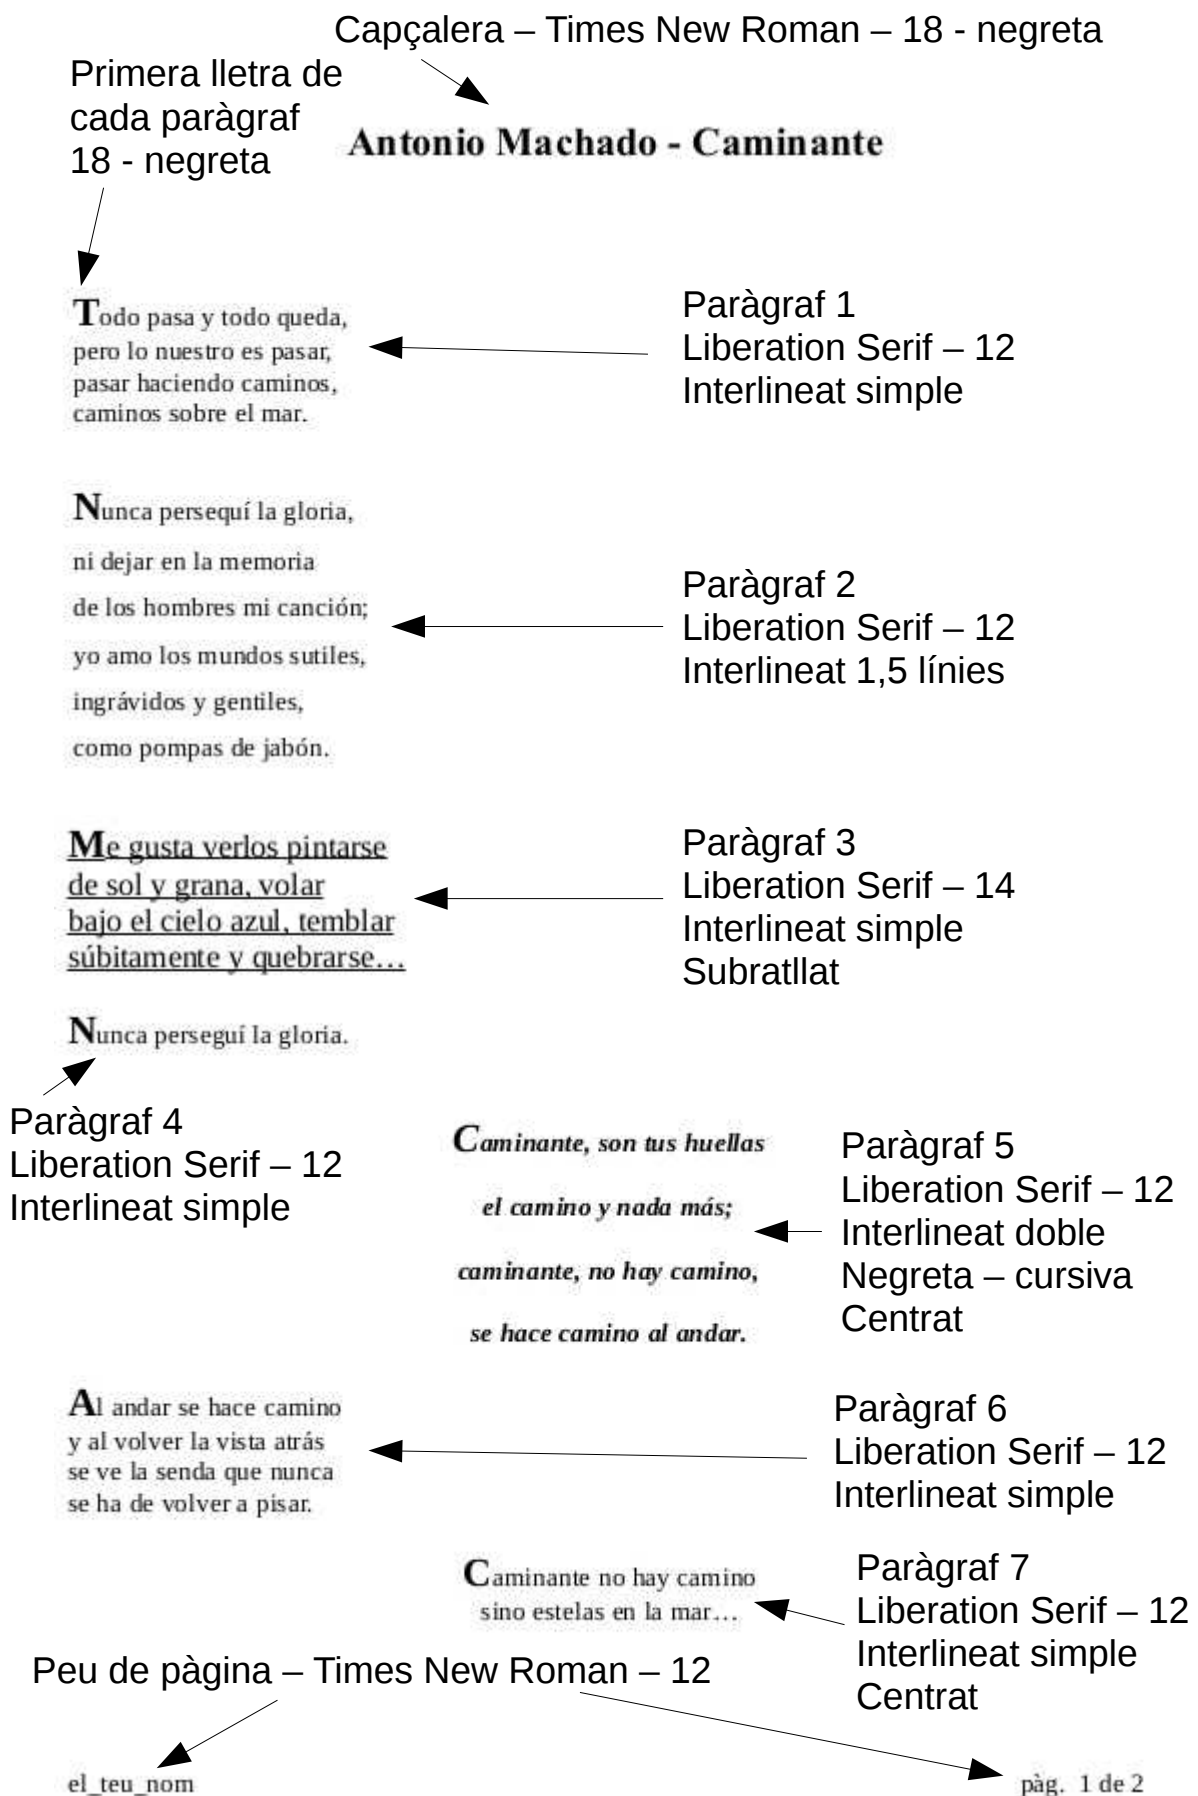 Capçalera – Times New Roman – 18 - negreta
Primera lletra de
cada paràgraf
18 - negreta
Antonio Machado - Caminante
Todo pasa y todo queda,
pero lo nuestro es pasar,
pasar haciendo caminos,
caminos sobre el mar.
Paràgraf 1
Liberation Serif – 12
Interlineat simple
Nunca persequí la gloria,
ni dejar en la memoria
de los hombres mi canción;
yo amo los mundos sutiles,
ingrávidos y gentiles,
como pompas de jabón.
Paràgraf 2
Liberation Serif – 12
Interlineat 1,5 línies
Me gusta verlos pintarse
de sol y grana, volar
bajo el cielo azul, temblar
súbitamente y quebrarse…
Paràgraf 3
Liberation Serif – 14
Interlineat simple
Subratllat
Nunca perseguí la gloria.
Paràgraf 4
Liberation Serif – 12
Interlineat simple
Caminante, son tus huellas
el camino y nada más;
caminante, no hay camino,
se hace camino al andar.
Paràgraf 5
Liberation Serif – 12
Interlineat doble
Negreta – cursiva
Centrat
Al andar se hace camino
y al volver la vista atrás
se ve la senda que nunca
se ha de volver a pisar.
Paràgraf 6
Liberation Serif – 12
Interlineat simple
Caminante no hay camino
sino estelas en la mar…
Paràgraf 7
Liberation Serif – 12
Interlineat simple
Centrat
Peu de pàgina – Times New Roman – 12
el_teu_nom
pàg. 1 de 2